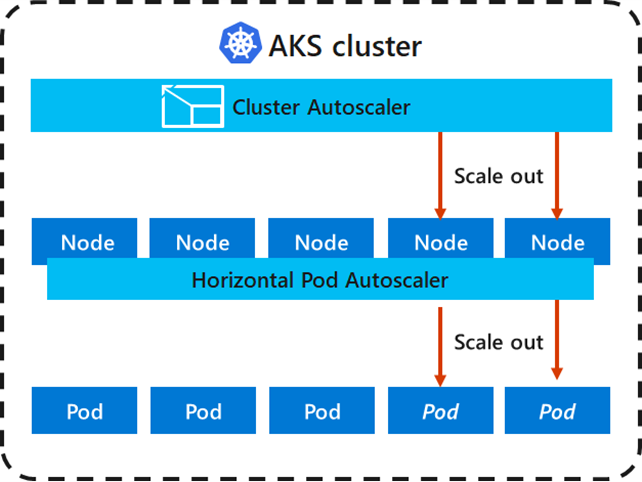 AKS cluster
Cluster Autoscaler
Scale out
Node Node Node Node Node
Horizontal Pod Autoscaler
Scale out
Pod Pod Pod Pod Pod